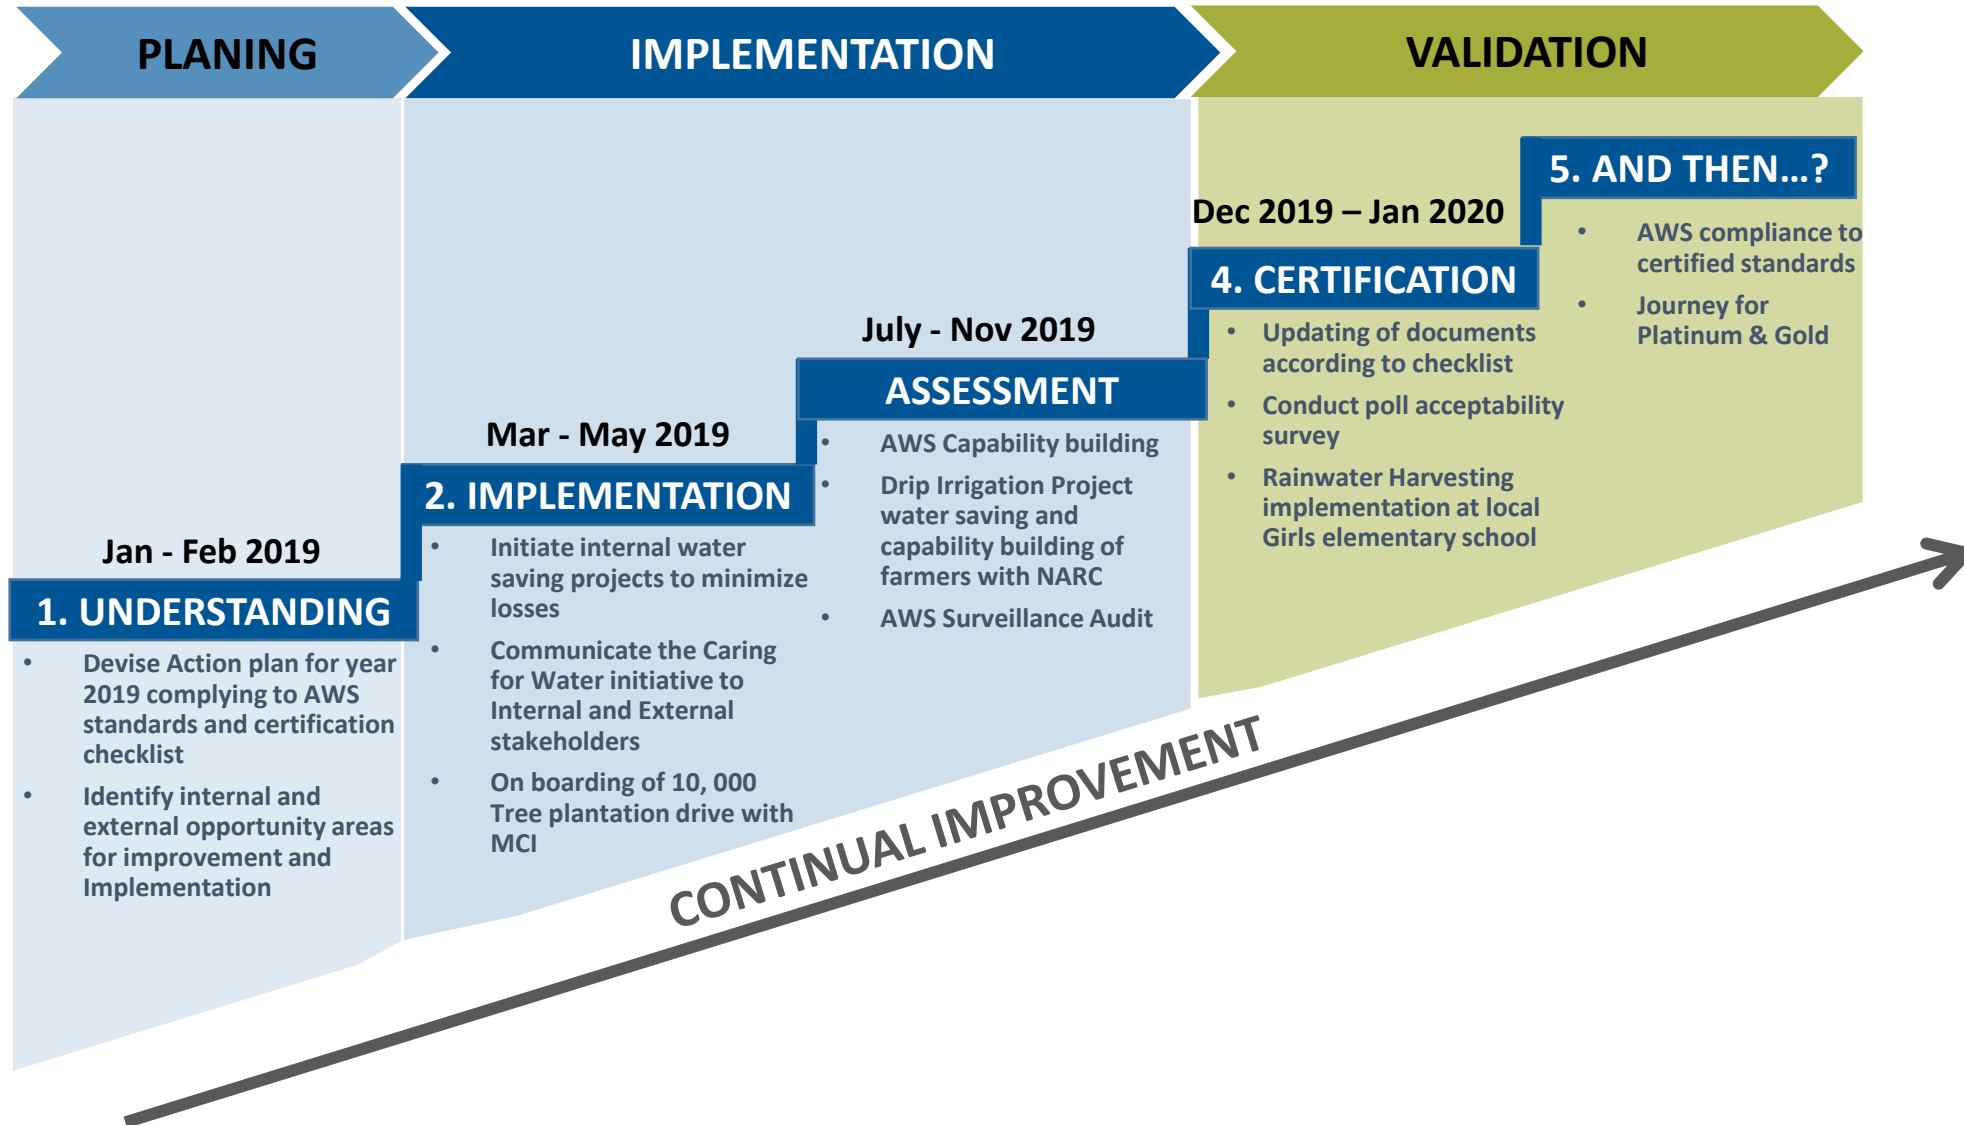 PLANING
IMPLEMENTATION
VALIDATION
Jan - Feb 2019
1. UNDERSTANDING
• Devise Action plan for year
2019 complying to AWS
standards and certification
checklist
• Identify internal and
external opportunity areas
for improvement and
Implementation
Mar - May 2019
2. IMPLEMENTATION
• Initiate internal water
saving projects to minimize
losses
• Communicate the Caring
for Water initiative to
Internal and External
stakeholders
• On boarding of 10, 000
Tree plantation drive with
MCI
July - Nov 2019
ASSESSMENT
• AWS Capability building
• Drip Irrigation Project
water saving and
capability building of
farmers with NARC
• AWS Surveillance Audit
Dec 2019 – Jan 2020
4. CERTIFICATION
• Updating of documents
according to checklist
• Conduct poll acceptability
survey
• Rainwater Harvesting
implementation at local
Girls elementary school
5. AND THEN...?
• AWS compliance to
certified standards
• Journey for
Platinum & Gold
CONTINUAL IMPROVEMENT